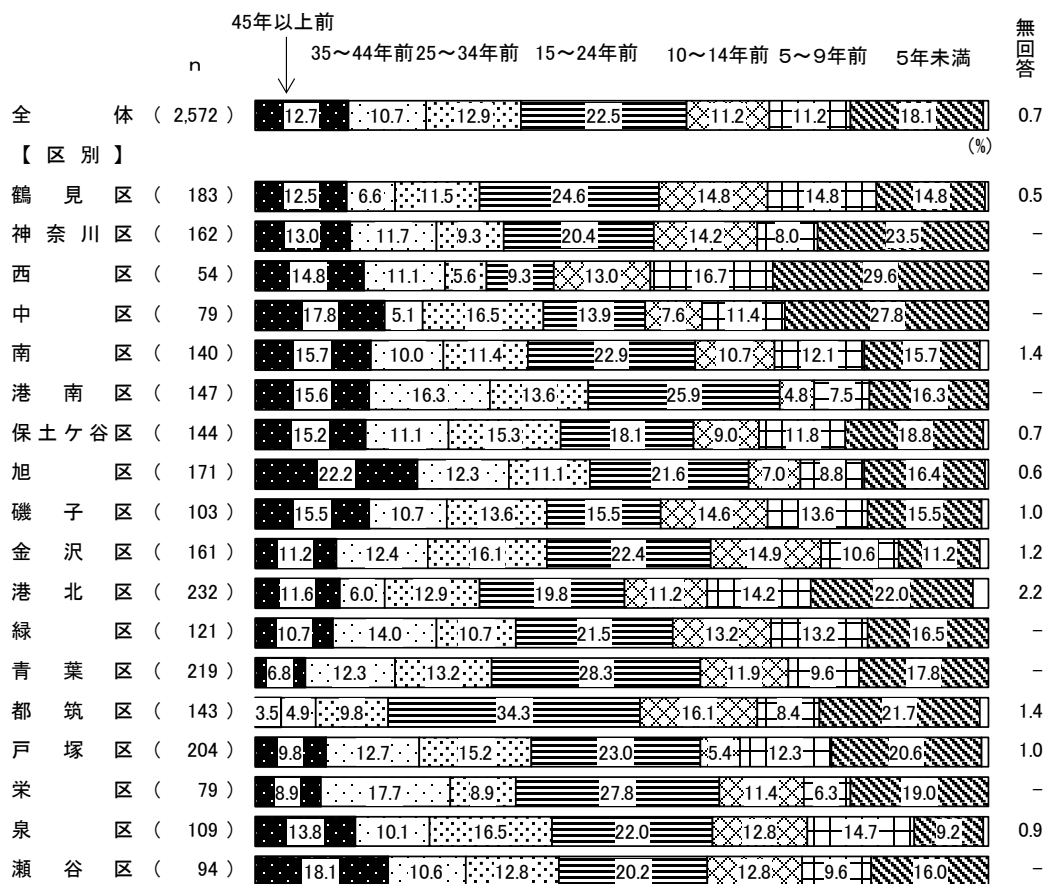 45年以上前
n 35～44年前 25～34年前 15～24年前 10～14年前 5～9年前 5年未満 無回答
全体 ( 2,572 ) 12.7 10.7 12.9 22.5 11.2 11.2 18.1 0.7
【区別】 (%)
鶴見区 ( 183 ) 12.5 6.6 11.5 24.6 14.8 14.8 14.8 0.5
神奈川区 ( 162 ) 13.0 11.7 9.3 20.4 14.2 8.0 23.5 －
西区 ( 54 ) 14.8 11.1 5.6 9.3 13.0 16.7 29.6 －
中区 ( 79 ) 17.8 5.1 16.5 13.9 7.6 11.4 27.8 －
南区 ( 140 ) 15.7 10.0 11.4 22.9 10.7 12.1 15.7 1.4
港南区 ( 147 ) 15.6 16.3 13.6 25.9 4.8 7.5 16.3 －
保土ケ谷区 ( 144 ) 15.2 11.1 15.3 18.1 9.0 11.8 18.8 0.7
旭区 ( 171 ) 22.2 12.3 11.1 21.6 7.0 8.8 16.4 0.6
磯子区 ( 103 ) 15.5 10.7 13.6 15.5 14.6 13.6 15.5 1.0
金沢区 ( 161 ) 11.2 12.4 16.1 22.4 14.9 10.6 11.2 1.2
港北区 ( 232 ) 11.6 6.0 12.9 19.8 11.2 14.2 22.0 2.2
緑区 ( 121 ) 10.7 14.0 10.7 21.5 13.2 13.2 16.5 －
青葉区 ( 219 ) 6.8 12.3 13.2 28.3 11.9 9.6 17.8 －
都筑区 ( 143 ) 3.5 4.9 9.8 34.3 16.1 8.4 21.7 1.4
戸塚区 ( 204 ) 9.8 12.7 15.2 23.0 5.4 12.3 20.6 1.0
栄区 ( 79 ) 8.9 17.7 8.9 27.8 11.4 6.3 19.0 －
泉区 ( 109 ) 13.8 10.1 16.5 22.0 12.8 14.7 9.2 0.9
瀬谷区 ( 94 ) 18.1 10.6 12.8 20.2 12.8 9.6 16.0 －